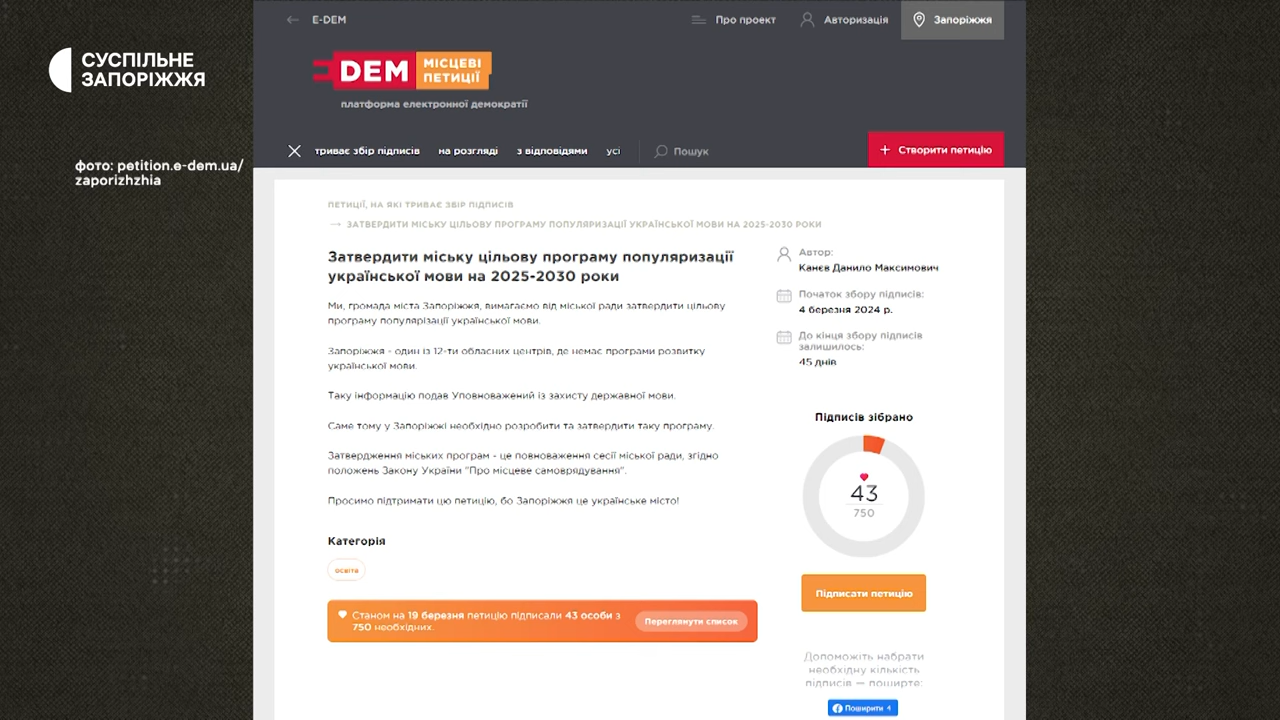 E-DEM
Про проект
Авторизація
Запоріжжя
СУСПІЛЬНЕ
ЗАПОРІЖЖЯ
DEM
МІСЦЕВІ
ПЕТИЦІЇ
платформа електронної демократії
фото: petition.e-dem.ua/
zaporizhzhia
триває збір підписів
на розгляді
з відповідями
усі
Пошук
+ Створити петицію
ПЕТИЦІЇ, НА ЯКІ ТРИВАЄ ЗБІР ПІДПИСІВ
→ ЗАТВЕРДИТИ МІСЬКУ ЦІЛЬОВУ ПРОГРАМУ ПОПУЛЯРИЗАЦІЇ УКРАЇНСЬКОЇ МОВИ НА 2025-2030 РОКИ
Затвердити міську цільову програму популяризації
української мови на 2025-2030 роки
Ми, громада міста Запоріжжя, вимагаємо від міської ради затвердити цільову
програму популярізації української мови.
Запоріжжя - один із 12-ти обласних центрів, де немає програми розвитку
української мови.
Таку інформацію подав Уповноважений із захисту державної мови.
Саме тому у Запоріжжі необхідно розробити та затвердити таку програму.
Затвердження міських програм - це повноваження сесії міської ради, згідно
положень Закону України "Про місцеве самоврядування".
Просимо підтримати цю петицію, бо Запоріжжя це українське місто!
Категорія
освіта
Станом на 19 березня петицію підписали 43 особи з
750 необхідних.
Переглянути список
Автор:
Канєв Данило Максимович
Початок збору підписів:
4 березня 2024 р.
До кінця збору підписів
залишилось:
45 днів
Підписів зібрано
43
750
Підписати петицію
Допоможіть набрати
необхідну кількість
підписів — поширте:
Поширити 4